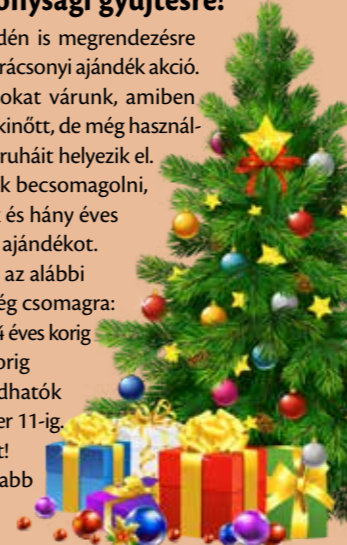 onysági gyűjtésre!
dén is megrendezésre
rácsonyi ajándék akció.
okat várunk, amiben
kinőtt, de még használ-
ruháit helyezik el.
k becsomagolni,
és hány éves
ajándékot.
az alábbi
ég csomagra:
4 éves korig
orig
dhatók
er 11-ig.
t!
abb